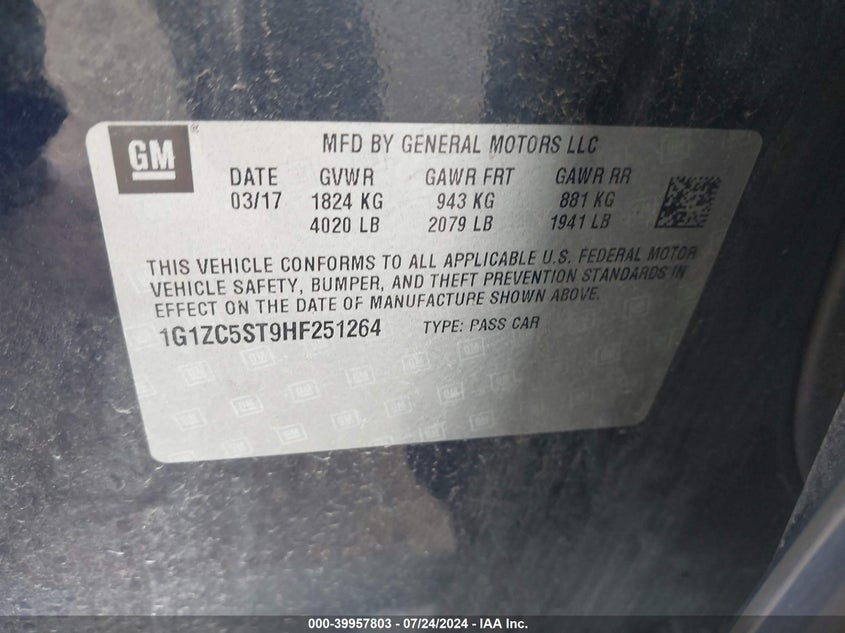 GM ®
MFD BY GENERAL MOTORS LLC
DATE GVWR GAWR FRT GAWR RR
03/17 1824 KG 943 KG 881 KG
4020 LB 2079 LB 1941 LB
THIS VEHICLE CONFORMS TO ALL APPLICABLE U.S. FEDERAL MOTOR
VEHICLE SAFETY, BUMPER, AND THEFT PREVENTION STANDARDS IN
EFFECT ON THE DATE OF MANUFACTURE SHOWN ABOVE.
1G1ZC5ST9HF251264 TYPE: PASS CAR
000-39957803 - 07/24/2024 - IAA Inc.